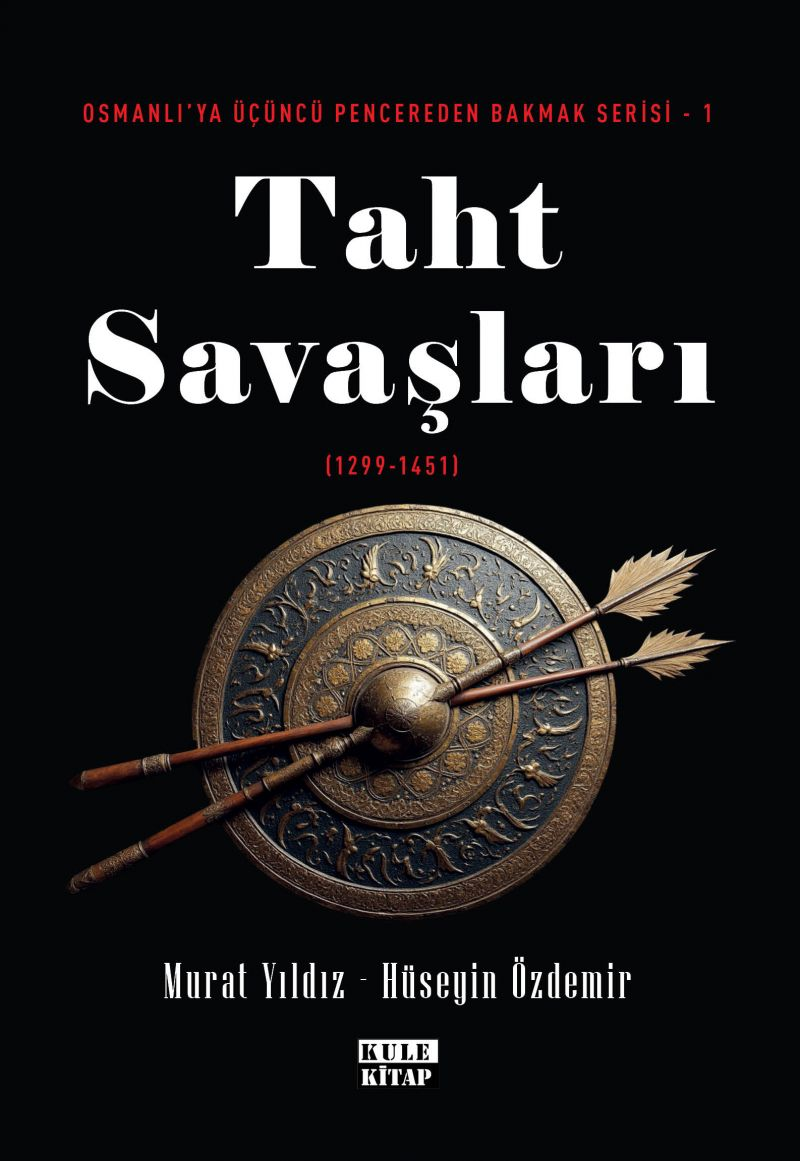 OSMANLI'YA ÜÇÜNCÜ PENCEREDEN BAKMAK SERİSİ - 1
Taht
Savaşları
(1299-1451)
Murat Yıldız - Hüseyin Özdemir
KULE
KİTAP